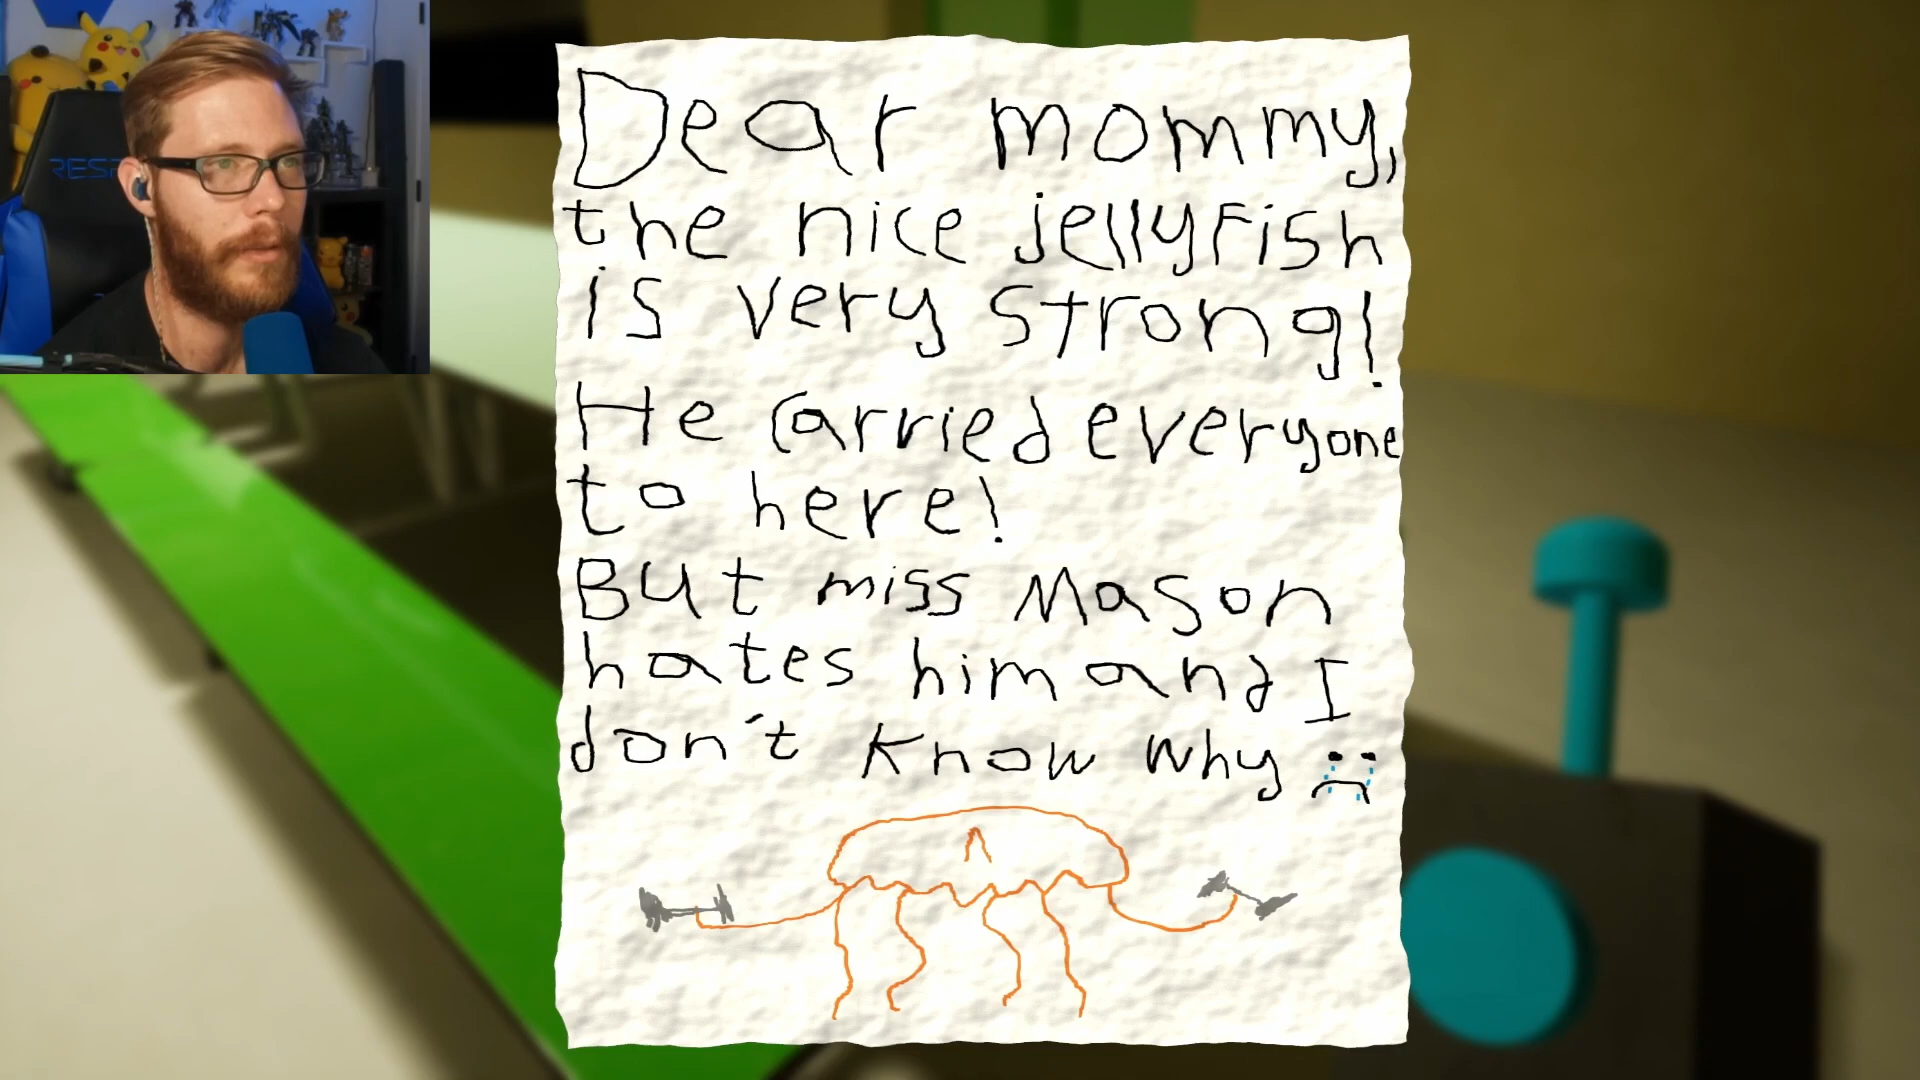 RESP
Dear mommy,
the nice jellyfish
is very strong!
He carried everyone
to here!
But miss Mason
hates him and I
don't know why